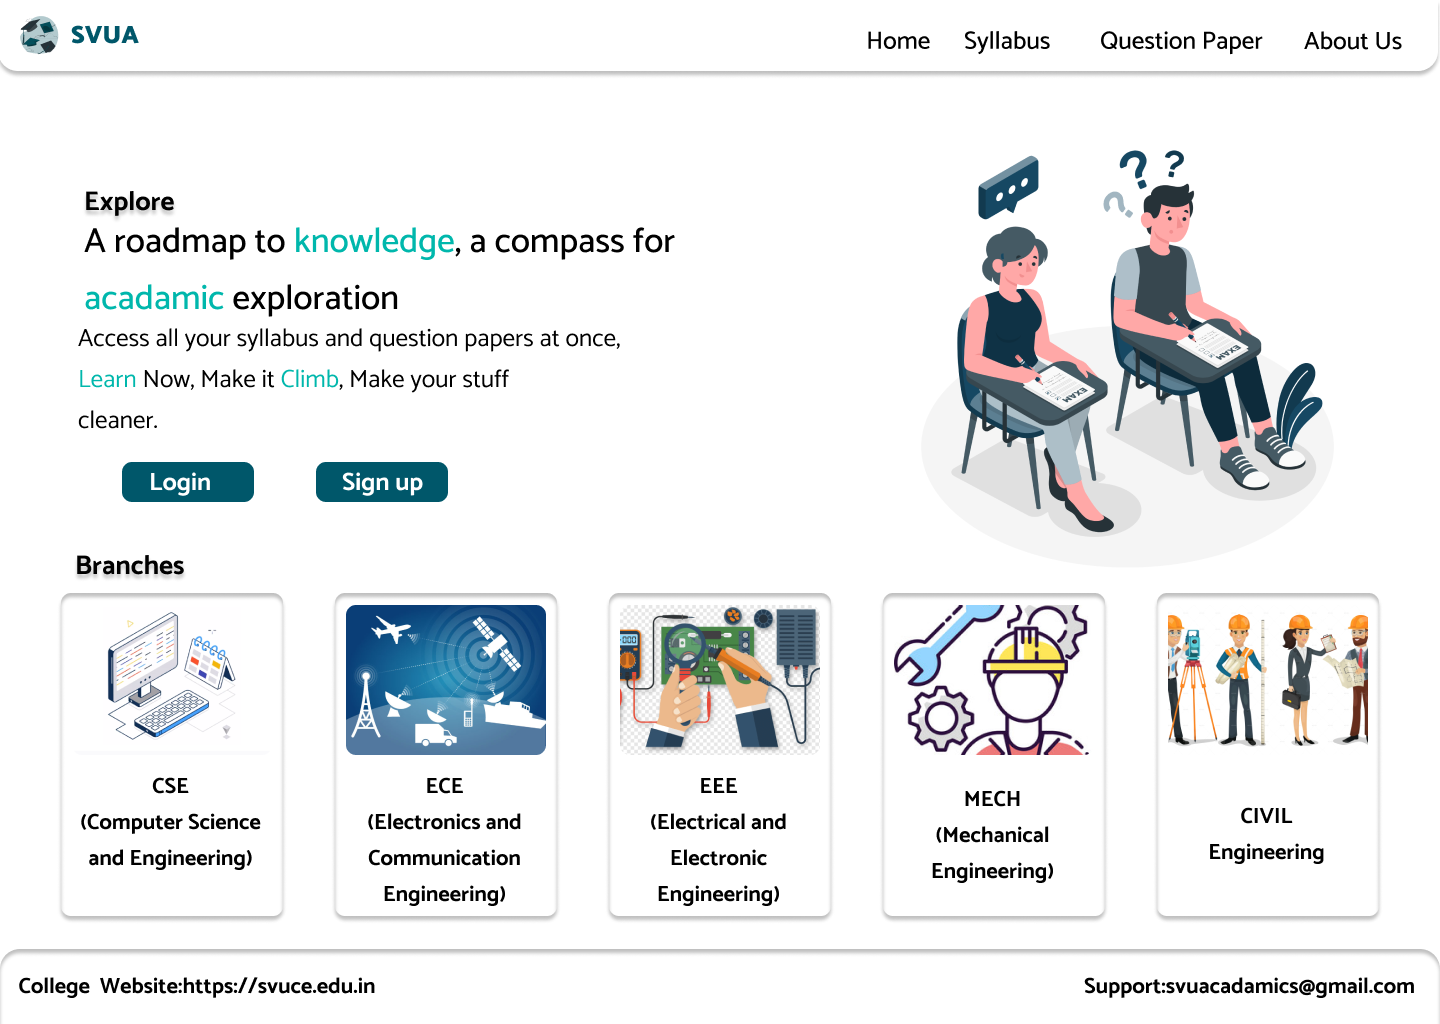 SVUA
Home Syllabus Question Paper About Us
Explore
A roadmap to knowledge, a compass for
acadamic exploration
Access all your syllabus and question papers at once,
Learn Now, Make it Climb, Make your stuff
cleaner.
Login Sign up
EXAM
EXAM
Branches
CSE
(Computer Science
and Engineering)
ECE
(Electronics and
Communication
Engineering)
EEE
(Electrical and
Electronic
Engineering)
MECH
(Mechanical
Engineering)
CIVIL
Engineering
College Website:https://svuce.edu.in
Support:svuacadamics@gmail.com